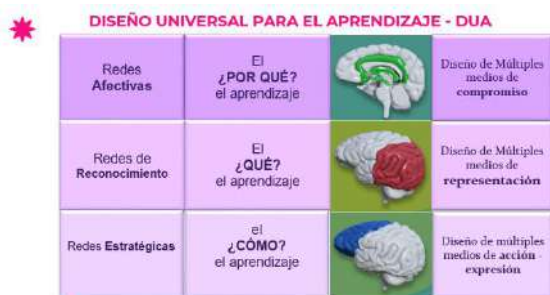 DISEÑO UNIVERSAL PARA EL APRENDIZAJE - DUA
Redes
Afectivas
El
¿POR QUÉ?
el aprendizaje
Diseño de Múltiples
medios de
compromiso
Redes de
Reconocimiento
El
¿QUÉ?
el aprendizaje
Diseño de Múltiples
medios de
representación
Redes Estratégicas
el
¿CÓMO?
el aprendizaje
Diseño de múltiples
medios de acción -
expresión